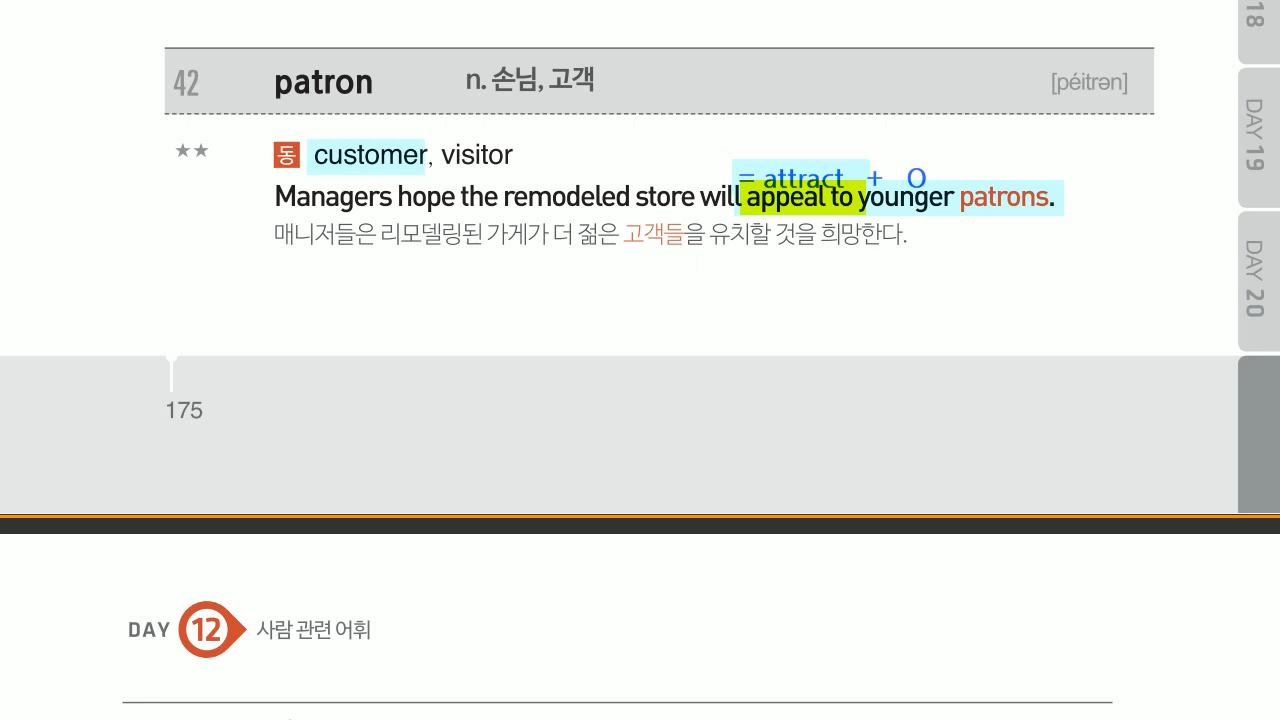 18
42 patron n. 손님, 고객 [péitrən]
★★ 동 customer, visitor
= attract + O
Managers hope the remodeled store will appeal to younger patrons.
매니저들은 리모델링된 가게가 더 젊은 고객들을 유치할 것을 희망한다.
DAY 19
DAY 20
175
DAY 12 사람 관련 어휘